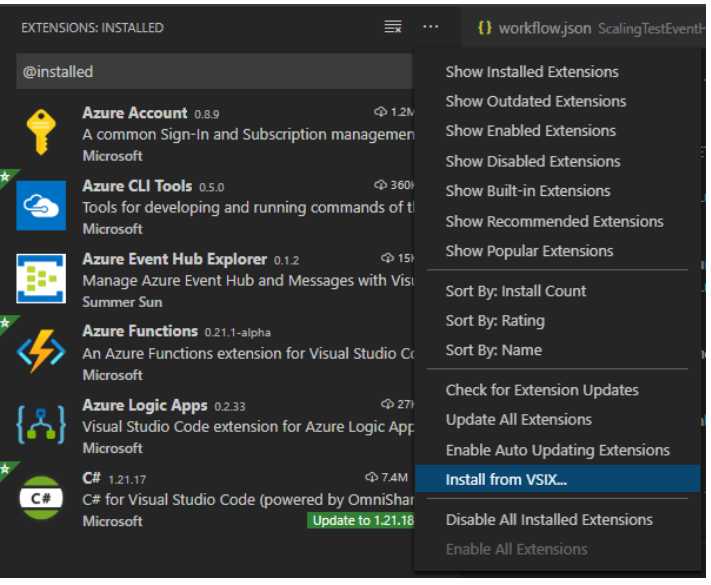 EXTENSIONS: INSTALLED
{} workflow.json ScalingTestEventH
@installed
Azure Account 0.8.9 1.2M
A common Sign-In and Subscription managemen
Microsoft
Azure CLI Tools 0.5.0 360K
Tools for developing and running commands of t
Microsoft
Azure Event Hub Explorer 0.1.2 15K
Manage Azure Event Hub and Messages with Visu
Summer Sun
Azure Functions 0.21.1-alpha
An Azure Functions extension for Visual Studio Co
Microsoft
Azure Logic Apps 0.2.33 27K
Visual Studio Code extension for Azure Logic App
Microsoft
C#
C# 1.21.17 7.4M
C# for Visual Studio Code (powered by OmniShar
Microsoft Update to 1.21.18
Show Installed Extensions
Show Outdated Extensions
Show Enabled Extensions
Show Disabled Extensions
Show Built-in Extensions
Show Recommended Extensions
Show Popular Extensions
Sort By: Install Count
Sort By: Rating
Sort By: Name
Check for Extension Updates
Update All Extensions
Enable Auto Updating Extensions
Install from VSIX...
Disable All Installed Extensions
Enable All Extensions